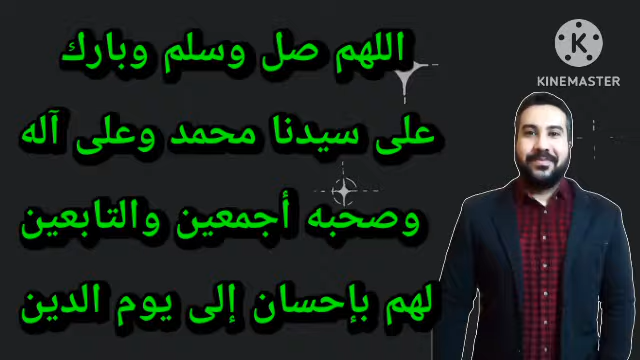 اللهم صل وسلم وبارك
على سيدنا محمد وعلى آله
وصحبه أجمعين والتابعين
لهم بإحسان إلى يوم الدين
K
KINEMASTER